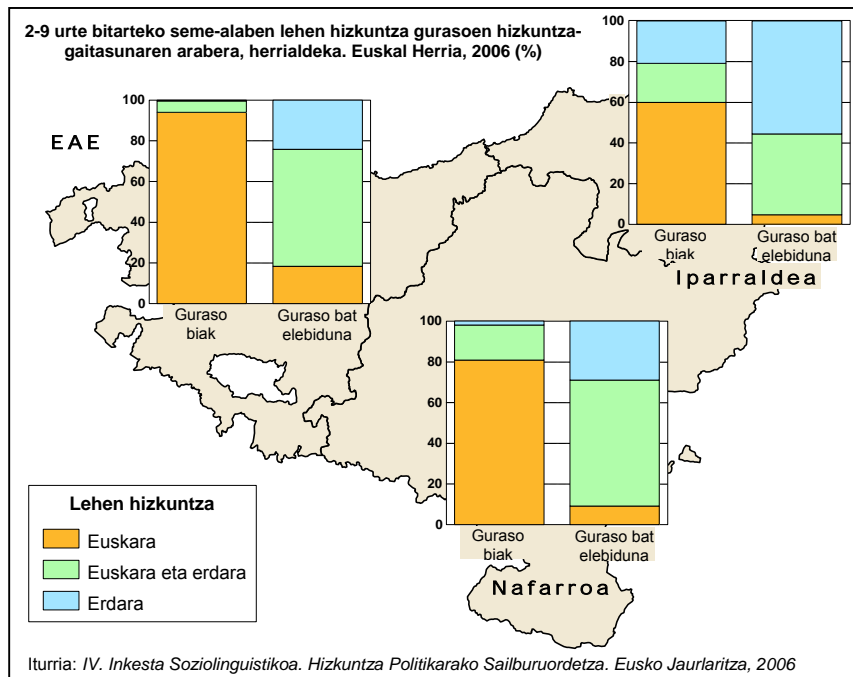 2-9 urte bitarteko seme-alaben lehen hizkuntza gurasoen hizkuntza-
gaitasunaren arabera, herrialdeka. Euskal Herria, 2006 (%)
EAE
100
80
60
40
20
0
Guraso
biak
Guraso bat
elebiduna
100
80
60
40
20
0
Guraso
biak
Guraso bat
elebiduna
Iparraldea
100
80
60
40
20
0
Guraso
biak
Guraso bat
elebiduna
Nafarroa
Lehen hizkuntza
Euskara
Euskara eta erdara
Erdara
Iturria: IV. Inkesta Soziolinguistikoa. Hizkuntza Politikarako Sailburuordetza. Eusko Jaurlaritza, 2006